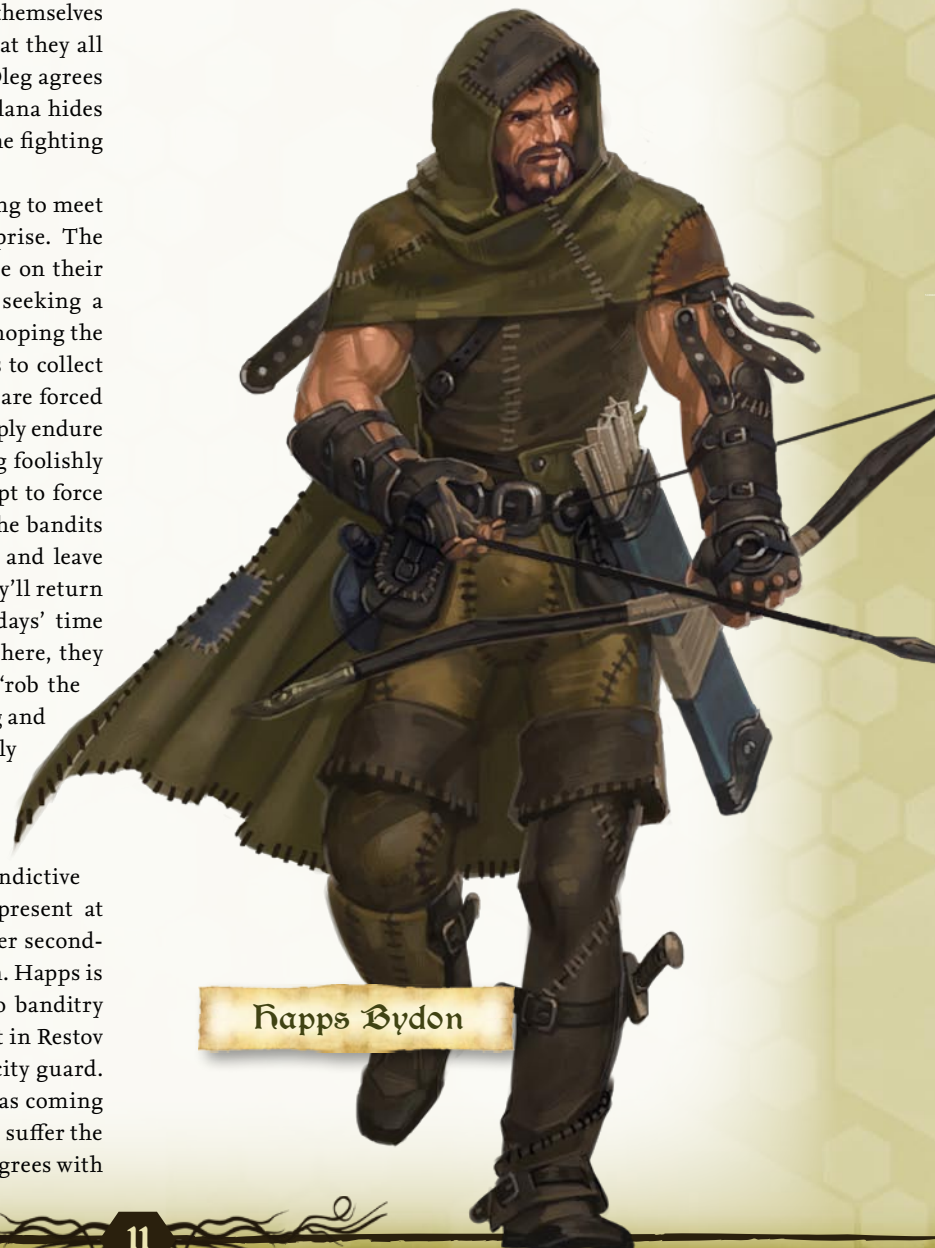 themselves
at they all
Oleg agrees
lana hides
he fighting
ng to meet
prise. The
e on their
seeking a
hoping the
s to collect
are forced
ply endure
g foolishly
pt to force
he bandits
and leave
y’ll return
days’ time
here, they
“rob the
g and
ly
ndictive
present at
er second-
n. Happs is
o banditry
t in Restov
city guard.
as coming
suffer the
grees with
Happs Bydon
11